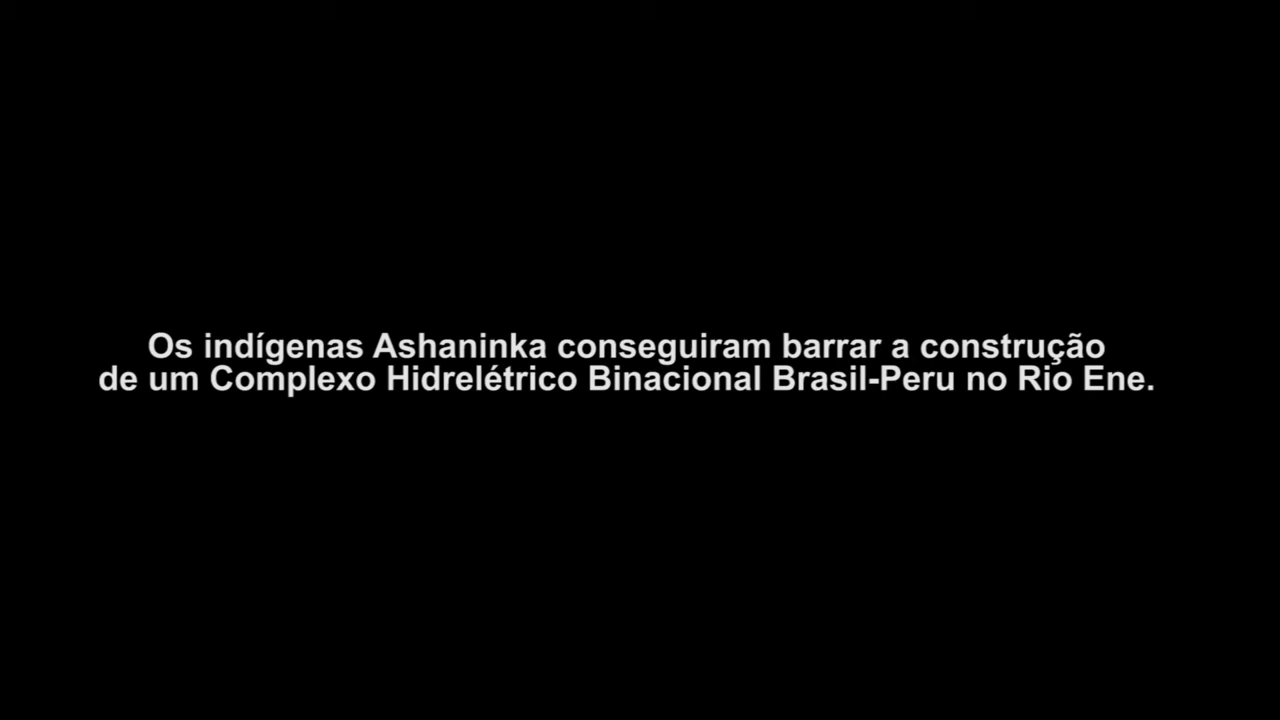 Os indígenas Ashaninka conseguiram barrar a construção
de um Complexo Hidrelétrico Binacional Brasil-Peru no Rio Ene.